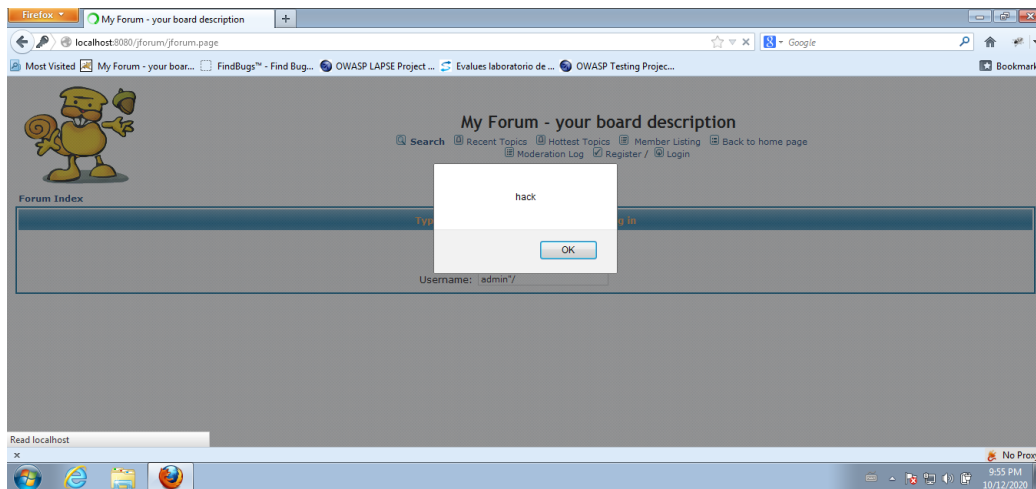 Firefox
My Forum - your board description
+
localhost:8080/jforum/jforum.page
Google
Most Visited My Forum - your boar... FindBugs™ - Find Bug... OWASP LAPSE Project ... Evalues laboratorio de ... OWASP Testing Projec... Bookmark
My Forum - your board description
Search Recent Topics Hottest Topics Member Listing Back to home page
Moderation Log Register / Login
hack
Forum Index
Typ g in
OK
Username: admin"/
Read localhost
x No Prox
9:55 PM
10/12/2020